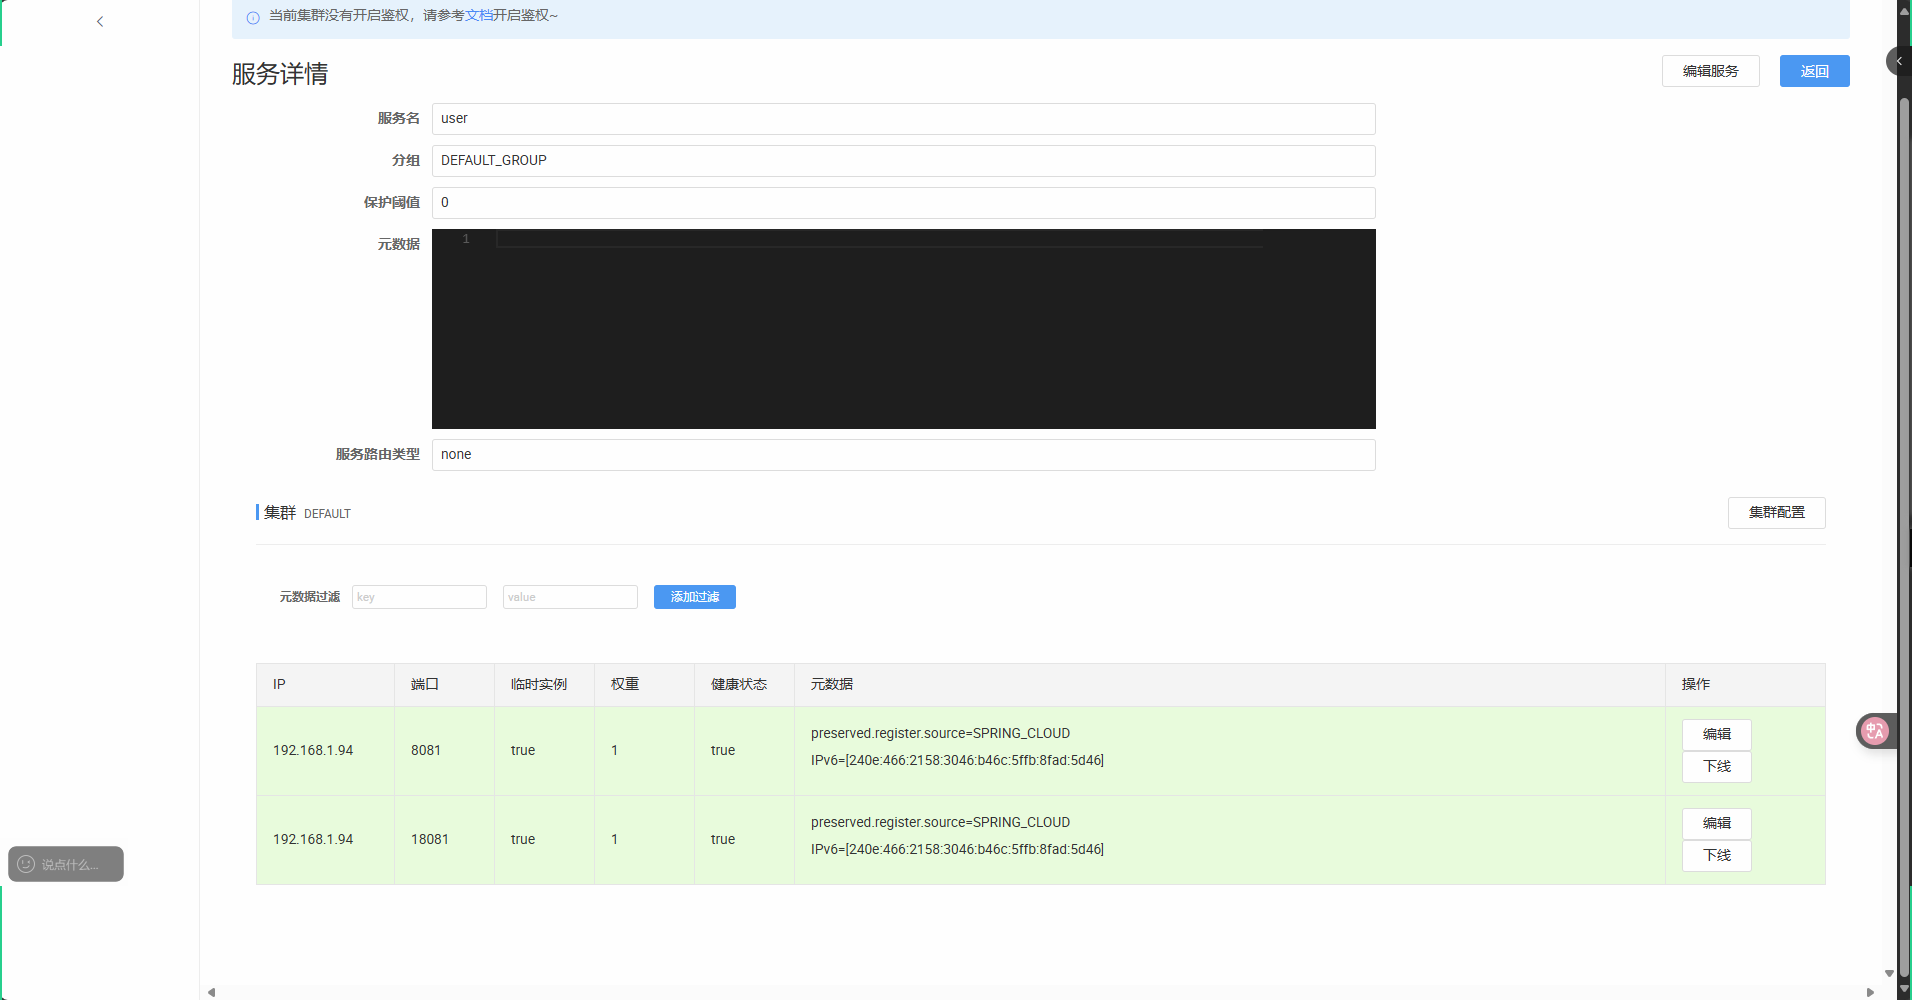 当前集群没有开启鉴权，请参考文档开启鉴权~
服务详情
编辑服务
返回
服务名
user
分组
DEFAULT_GROUP
保护阈值
0
元数据
1
服务路由类型
none
集群 DEFAULT
集群配置
元数据过滤
key
value
添加过滤
IP 端口 临时实例 权重 健康状态 元数据 操作
192.168.1.94 8081 true 1 true
preserved.register.source=SPRING_CLOUD
IPv6=[240e:466:2158:3046:b46c:5ffb:8fad:5d46]
编辑
下线
192.168.1.94 18081 true 1 true
preserved.register.source=SPRING_CLOUD
IPv6=[240e:466:2158:3046:b46c:5ffb:8fad:5d46]
编辑
下线
说点什么...
中A